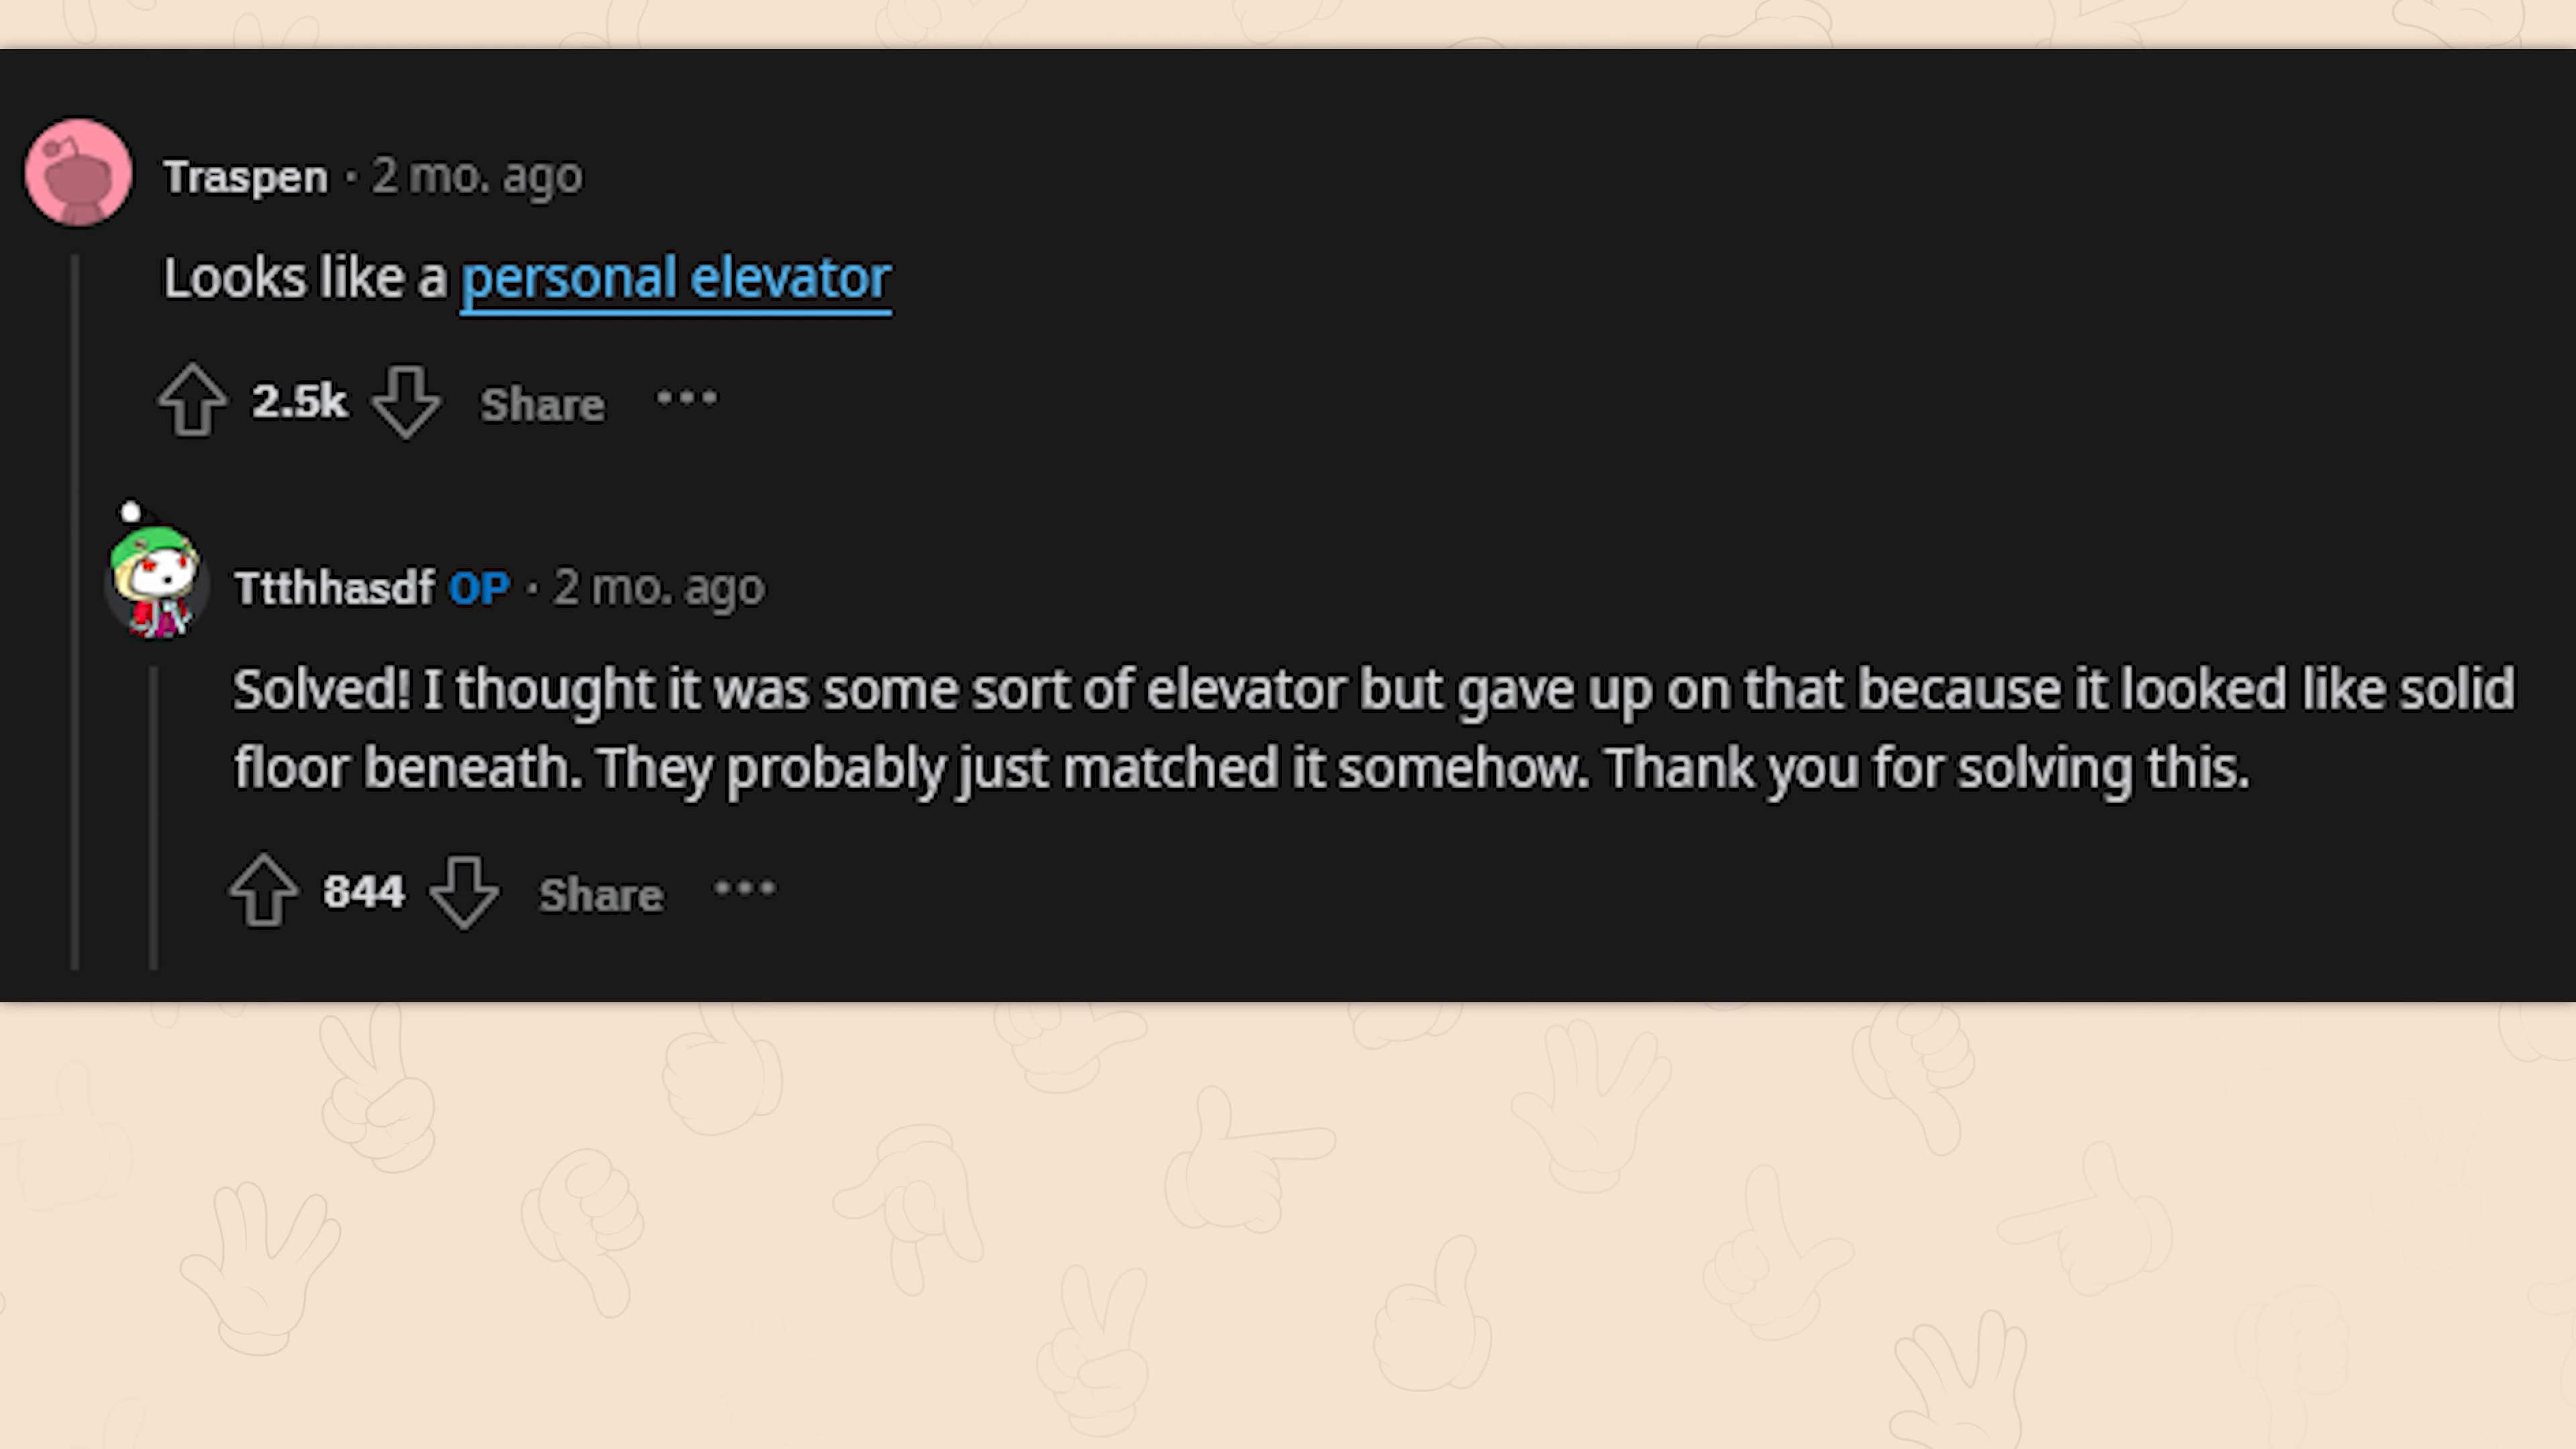 Traspen · 2 mo. ago
Looks like a personal elevator
2.5k Share ···
Ttthhasdf OP · 2 mo. ago
Solved! I thought it was some sort of elevator but gave up on that because it looked like solid
floor beneath. They probably just matched it somehow. Thank you for solving this.
844 Share ···